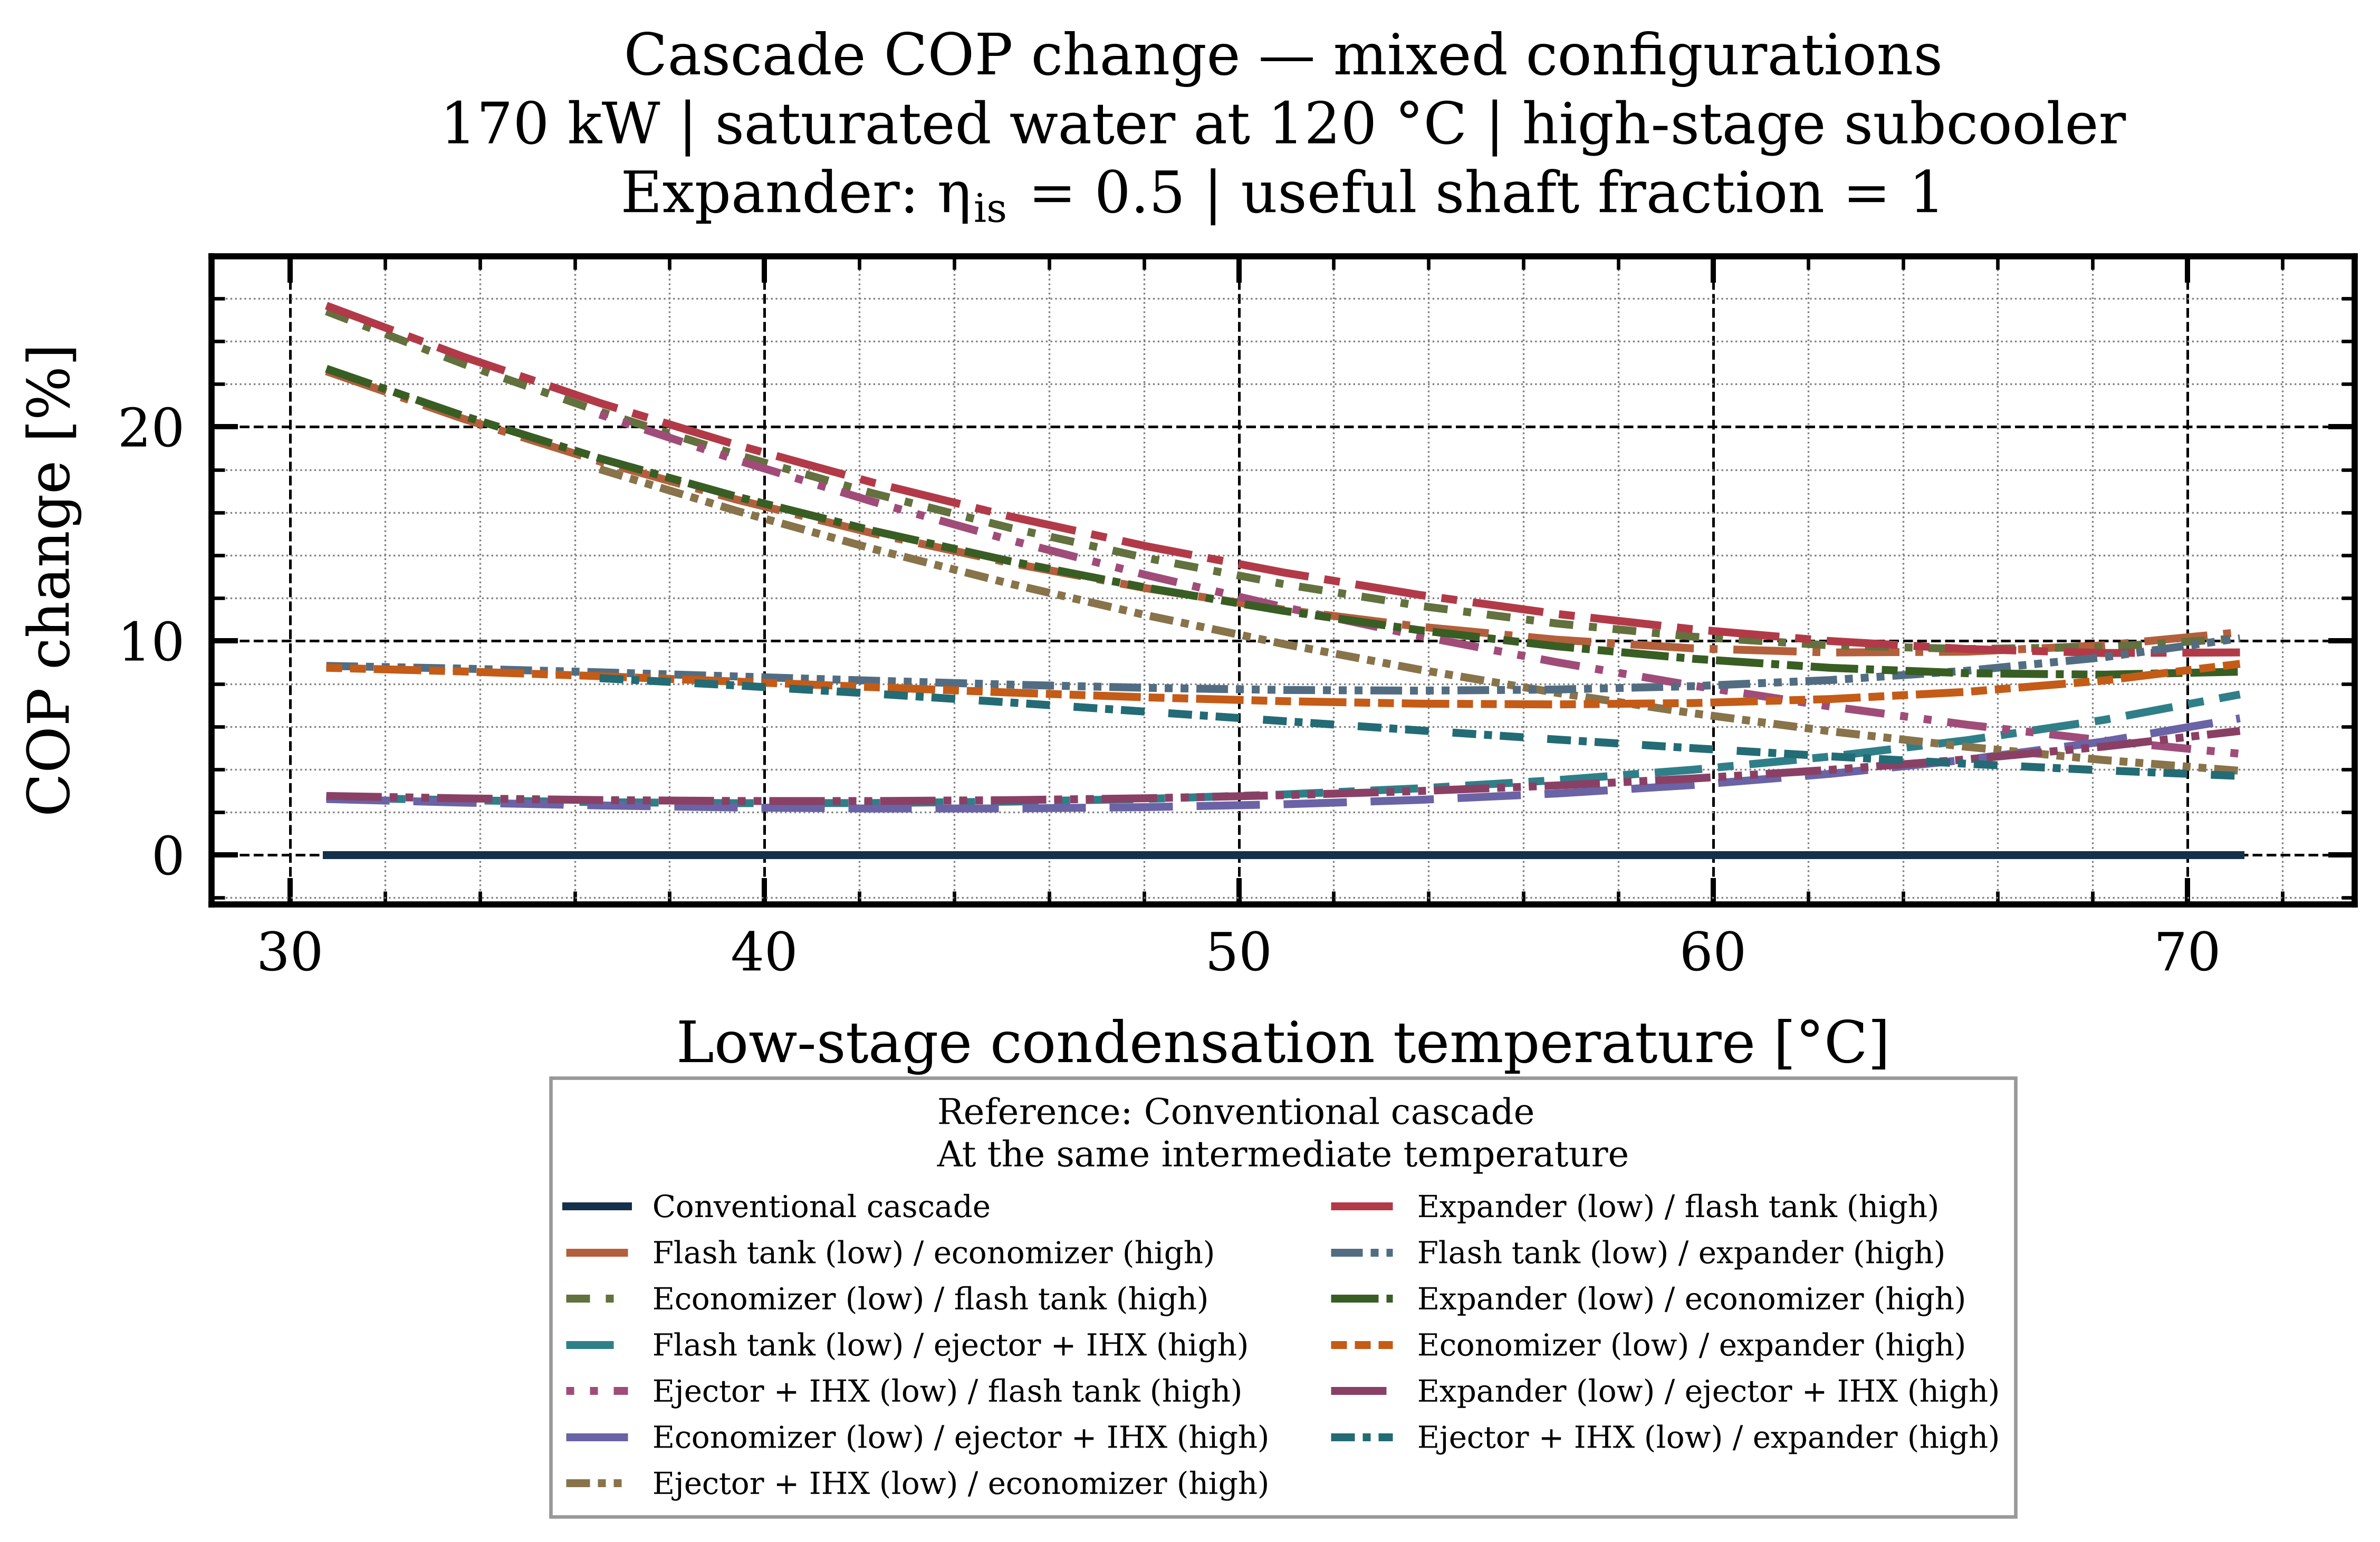 Cascade COP change — mixed configurations
170 kW | saturated water at 120 °C | high-stage subcooler
Expander: ηis = 0.5 | useful shaft fraction = 1
COP change [%]
20
10
0
30 40 50 60 70
Low-stage condensation temperature [°C]
Reference: Conventional cascade
At the same intermediate temperature
Conventional cascade
Flash tank (low) / economizer (high)
Economizer (low) / flash tank (high)
Flash tank (low) / ejector + IHX (high)
Ejector + IHX (low) / flash tank (high)
Economizer (low) / ejector + IHX (high)
Ejector + IHX (low) / economizer (high)
Expander (low) / flash tank (high)
Flash tank (low) / expander (high)
Expander (low) / economizer (high)
Economizer (low) / expander (high)
Expander (low) / ejector + IHX (high)
Ejector + IHX (low) / expander (high)